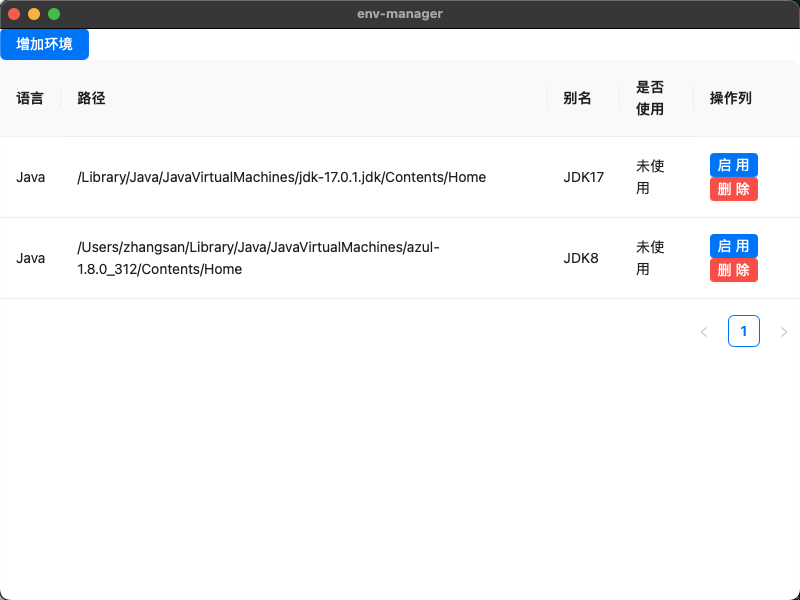 env-manager
增加环境
语言
路径
别名
是否
使用
操作列
Java
/Library/Java/JavaVirtualMachines/jdk-17.0.1.jdk/Contents/Home
JDK17
未使
用
启 用
删 除
Java
/Users/zhangsan/Library/Java/JavaVirtualMachines/azul-
1.8.0_312/Contents/Home
JDK8
未使
用
启 用
删 除
1